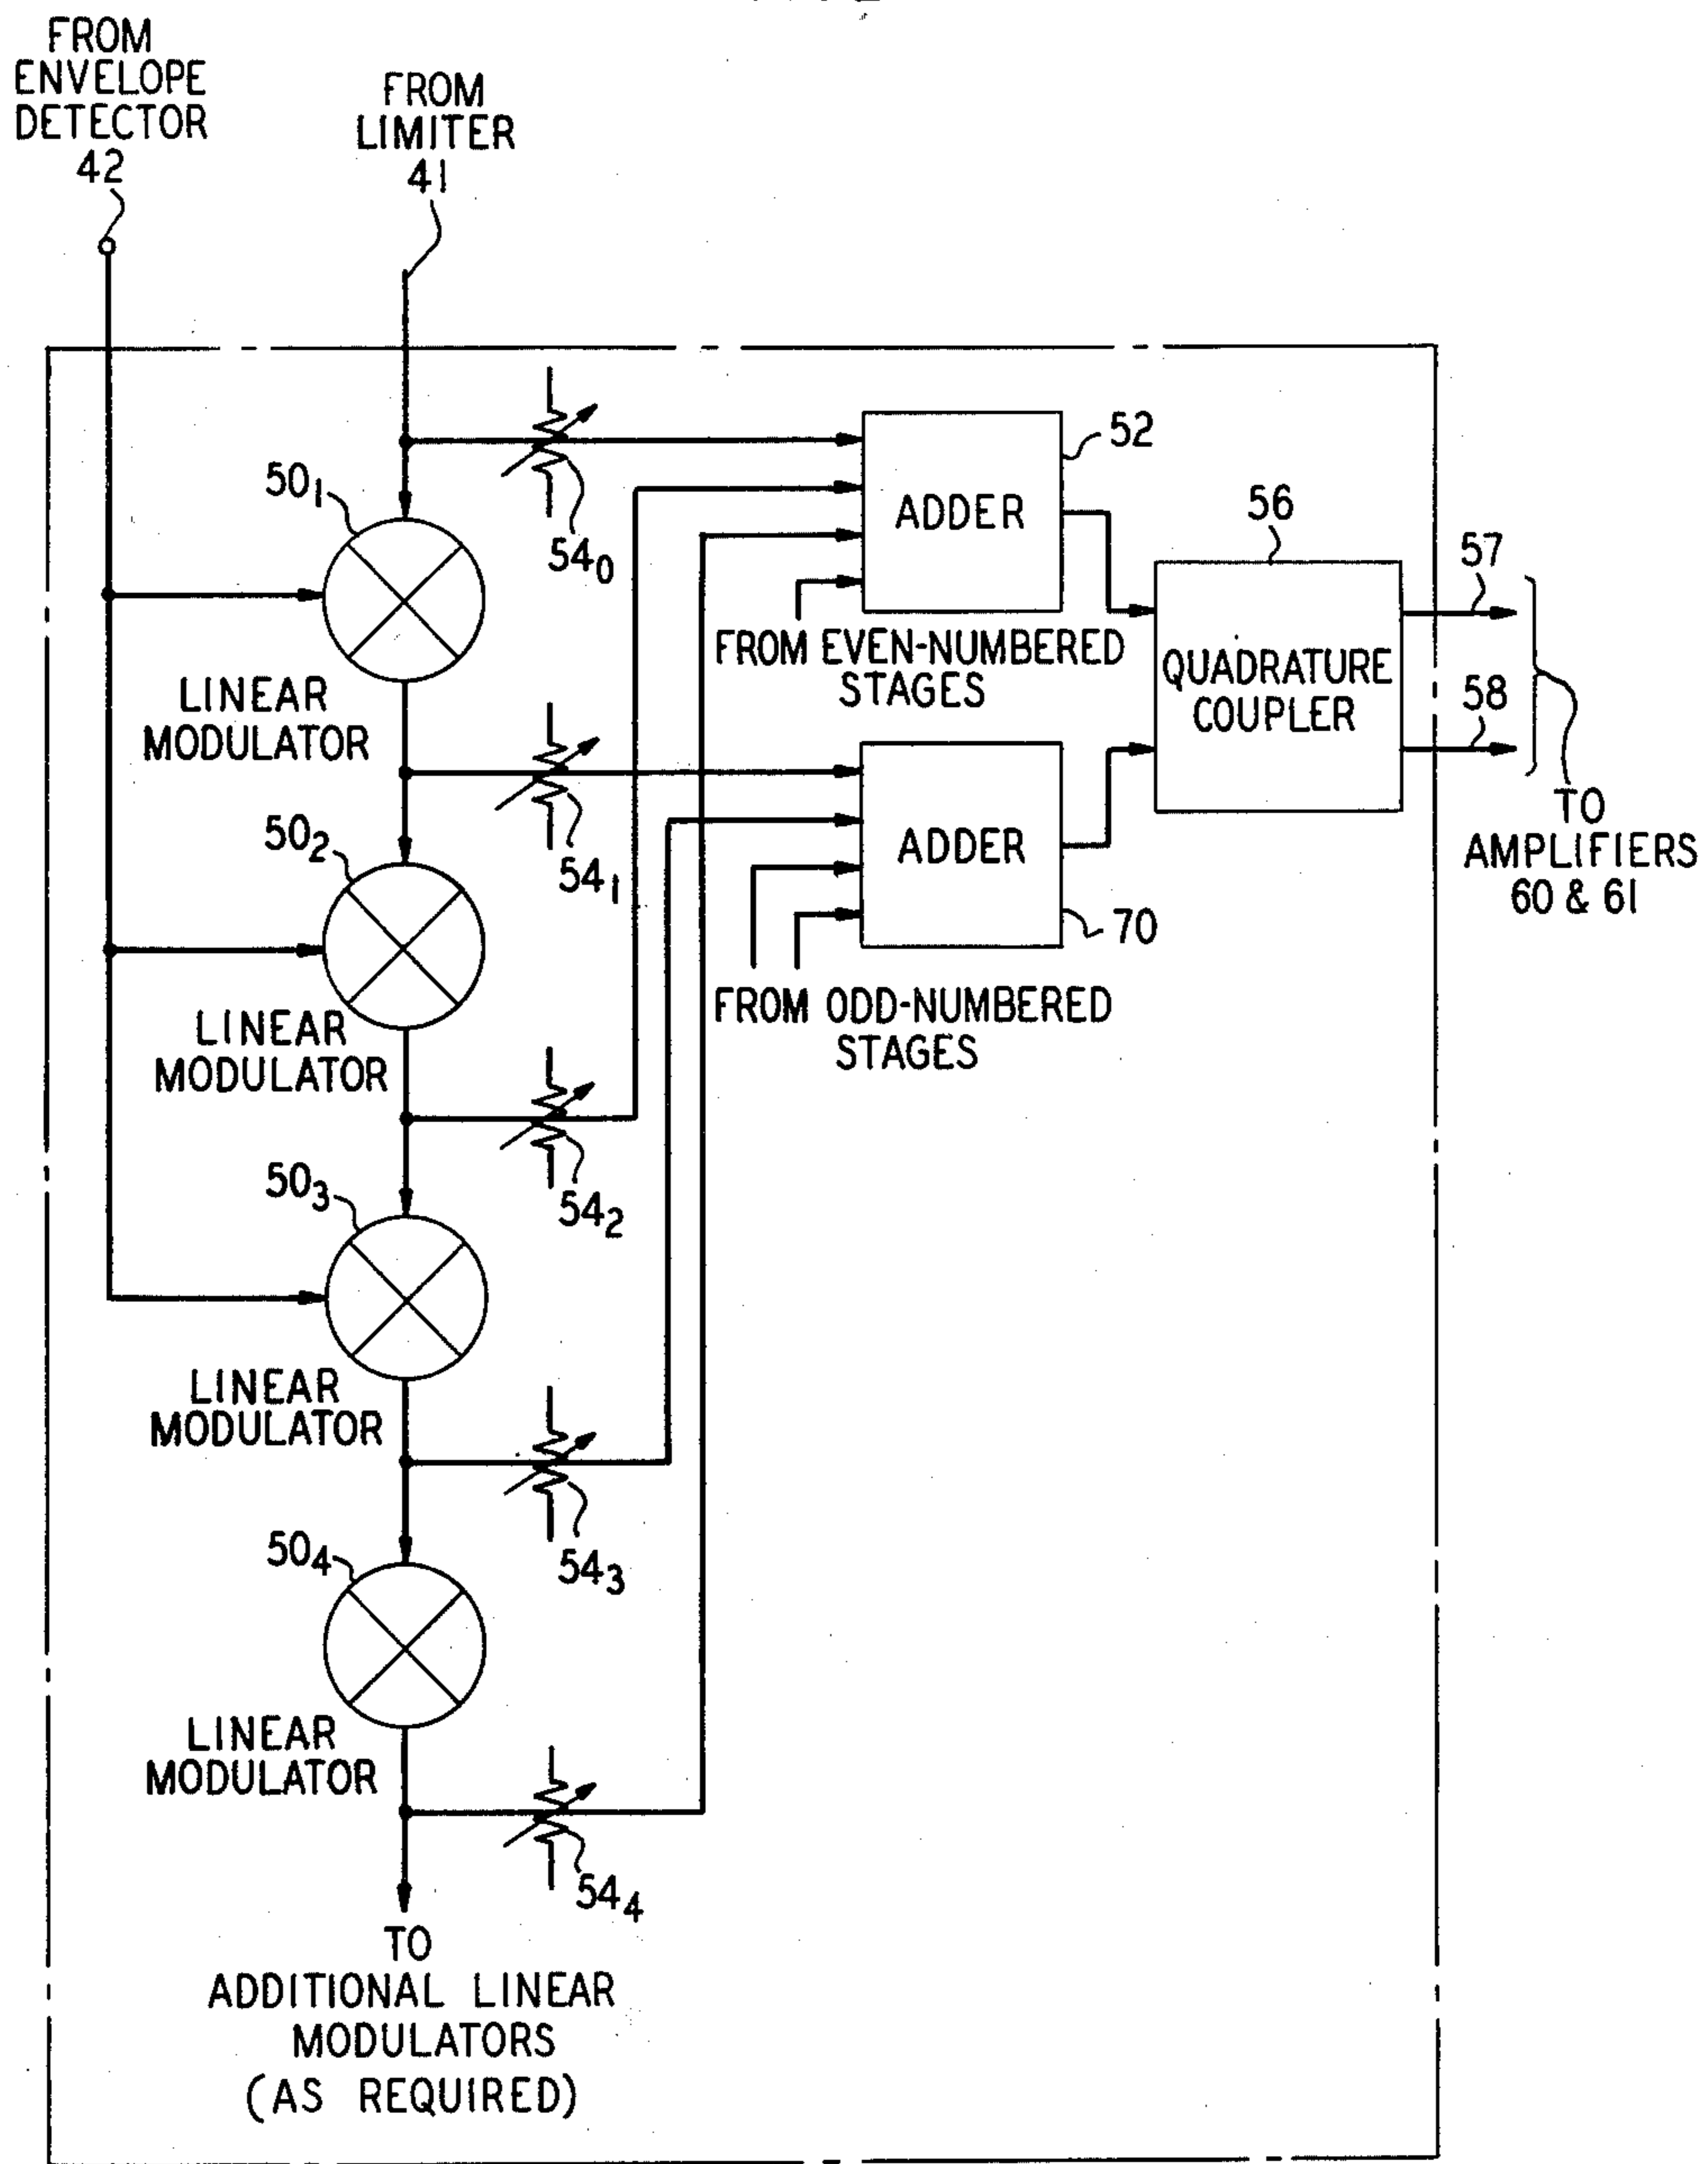 FROM
ENVELOPE
DETECTOR
42
FROM
LIMITER
41
54₀
52
ADDER
50₁
56
57
FROM EVEN-NUMBERED
STAGES
QUADRATURE
COUPLER
58
LINEAR
MODULATOR
54₁
ADDER
70
TO
AMPLIFIERS
60 & 61
50₂
FROM ODD-NUMBERED
STAGES
LINEAR
MODULATOR
54₂
50₃
LINEAR
MODULATOR
54₃
50₄
LINEAR
MODULATOR
54₄
TO
ADDITIONAL LINEAR
MODULATORS
(AS REQUIRED)